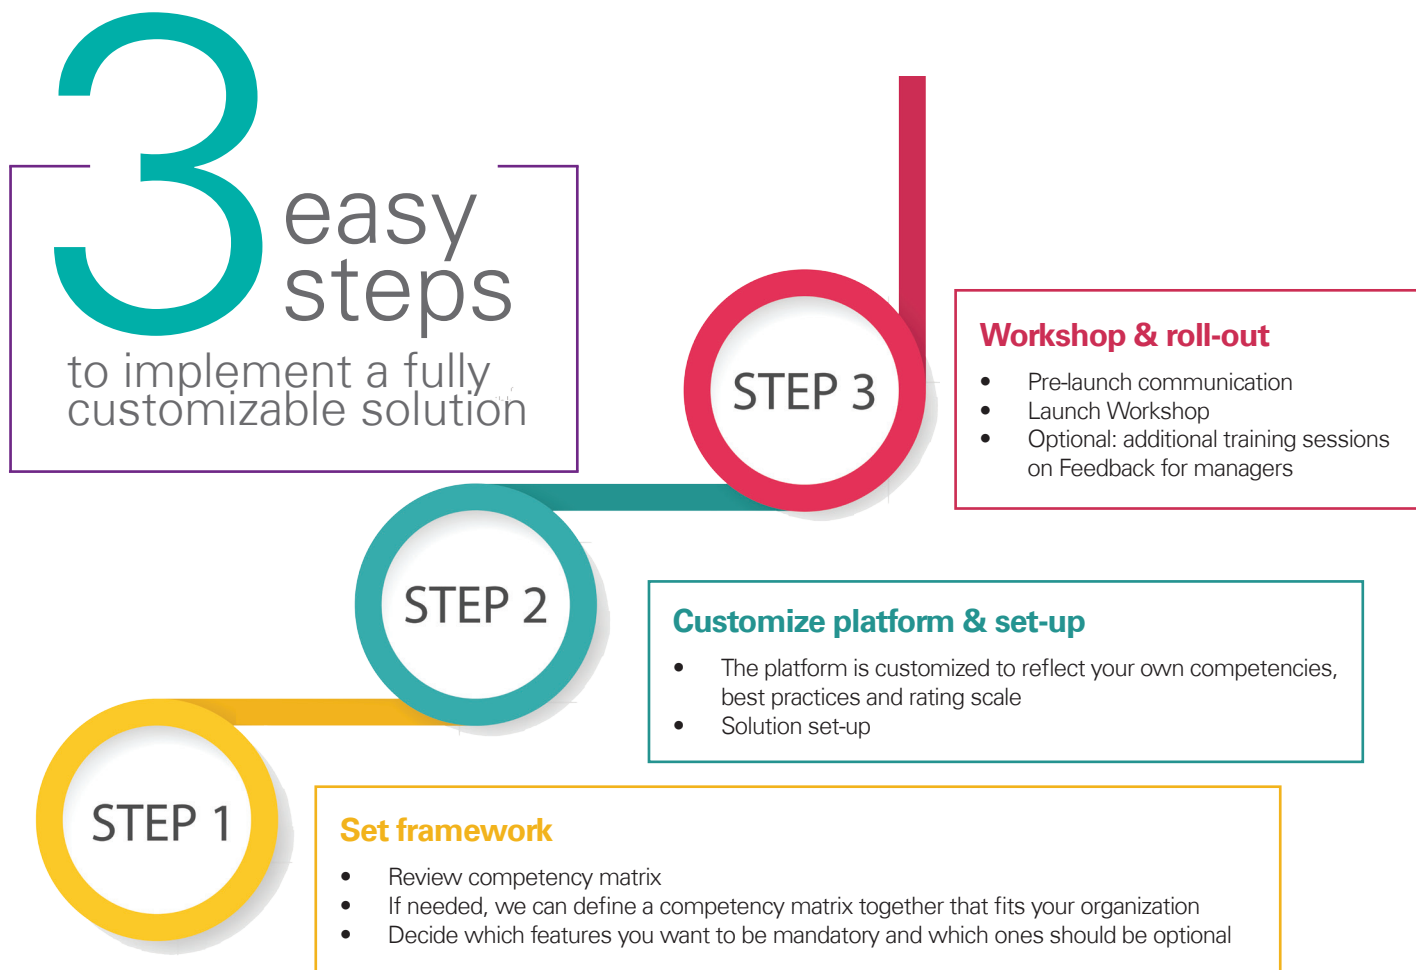 3 easy
steps
to implement a fully
customizable solution
STEP 3
Workshop & roll-out
• Pre-launch communication
• Launch Workshop
• Optional: additional training sessions
on Feedback for managers
STEP 2
Customize platform & set-up
• The platform is customized to reflect your own competencies,
best practices and rating scale
• Solution set-up
STEP 1
Set framework
• Review competency matrix
• If needed, we can define a competency matrix together that fits your organization
• Decide which features you want to be mandatory and which ones should be optional